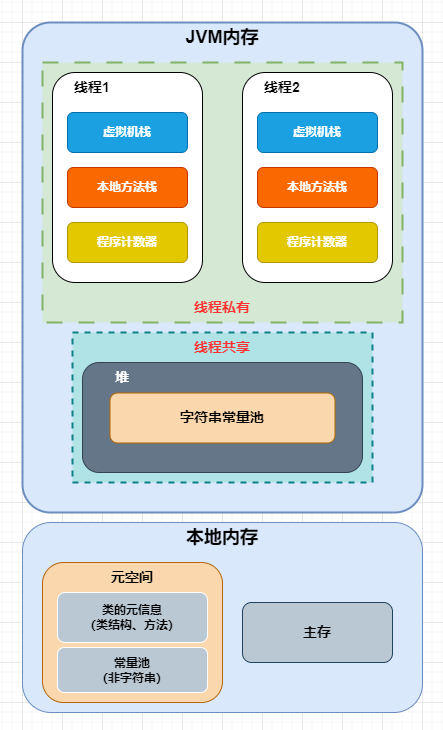 JVM内存
线程1
线程2
虚拟机栈
虚拟机栈
本地方法栈
本地方法栈
程序计数器
程序计数器
线程私有
线程共享
堆
字符串常量池
本地内存
元空间
类的元信息
(类结构、方法)
主存
常量池
(非字符串)